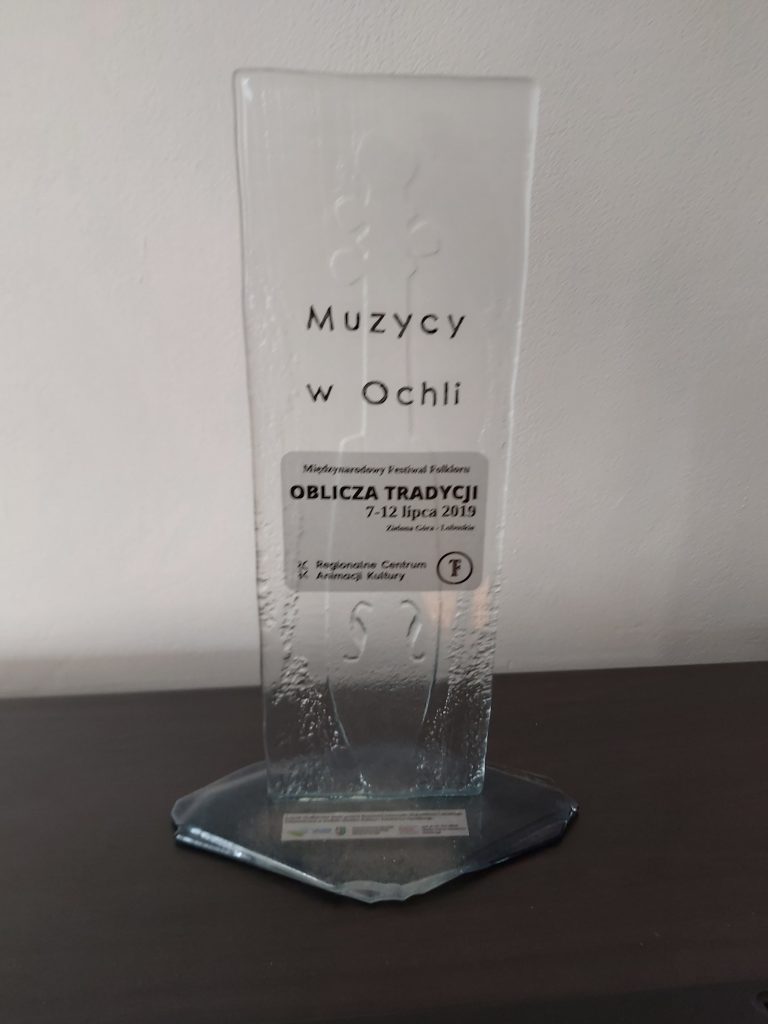 Muzycy
w Ochli
Międzynarodowy Festiwal Folkloru
OBLICZA TRADYCJI
7-12 lipca 2019
Zielona Góra - Lubuskie
Regionalne Centrum
Animacji Kultury